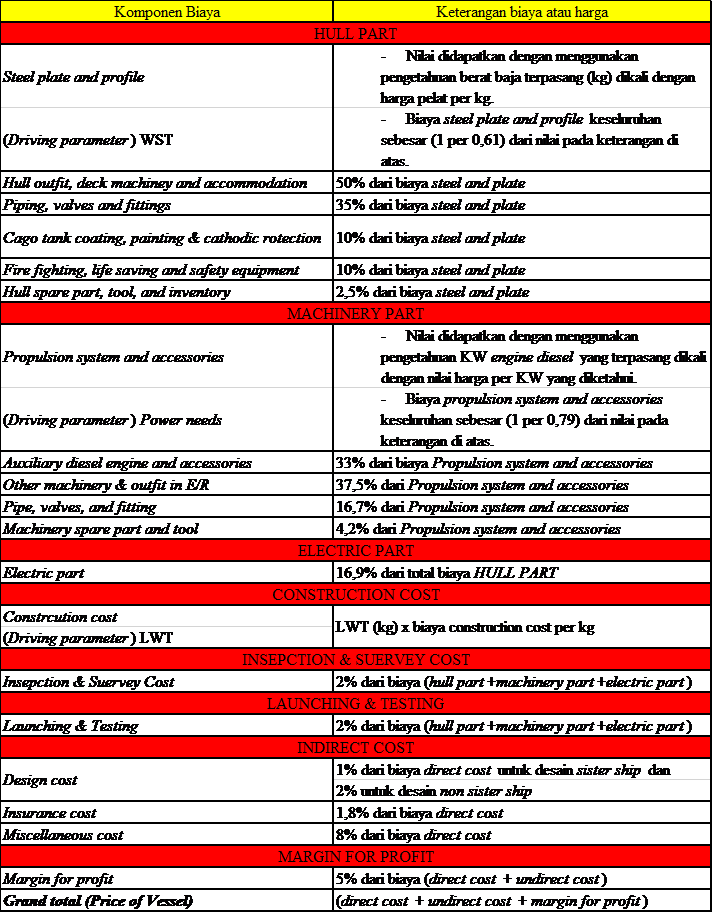 Komponen Biaya
Keterangan biaya atau harga
HULL PART
Steel plate and profile
- Nilai didapatkan dengan menggunakan
pengetahuan berat baja terpasang (kg) dikali dengan
harga pelat per kg.
(Driving parameter) WST
- Biaya steel plate and profile keseluruhan
sebesar (1 per 0,61) dari nilai pada keterangan di
atas.
Hull outfit, deck machiney and accommodation
50% dari biaya steel and plate
Piping, valves and fittings
35% dari biaya steel and plate
Cago tank coating, painting & cathodic rotection
10% dari biaya steel and plate
Fire fighting, life saving and safety equipment
10% dari biaya steel and plate
Hull spare part, tool, and inventory
2,5% dari biaya steel and plate
MACHINERY PART
Propulsion system and accessories
- Nilai didapatkan dengan menggunakan
pengetahuan KW engine diesel yang terpasang dikali
dengan nilai harga per KW yang diketahui.
(Driving parameter) Power needs
- Biaya propulsion system and accessories
keseluruhan sebesar (1 per 0,79) dari nilai pada
keterangan di atas.
Auxiliary diesel engine and accessories
33% dari biaya Propulsion system and accessories
Other machinery & outfit in E/R
37,5% dari Propulsion system and accessories
Pipe, valves, and fitting
16,7% dari Propulsion system and accessories
Machinery spare part and tool
4,2% dari Propulsion system and accessories
ELECTRIC PART
Electric part
16,9% dari total biaya HULL PART
CONSTRUCTION COST
Constrcution cost
(Driving parameter) LWT
LWT (kg) x biaya construction cost per kg
INSEPCTION & SUERVEY COST
Insepction & Suervey Cost
2% dari biaya (hull part +machinery part +electric part)
LAUNCHING & TESTING
Launching & Testing
2% dari biaya (hull part +machinery part +electric part)
INDIRECT COST
Design cost
1% dari biaya direct cost untuk desain sister ship dan
2% untuk desain non sister ship
Insurance cost
1,8% dari biaya direct cost
Miscellaneous cost
8% dari biaya direct cost
MARGIN FOR PROFIT
Margin for profit
5% dari biaya (direct cost + undirect cost)
Grand total (Price of Vessel)
(direct cost + undirect cost + margin for profit)